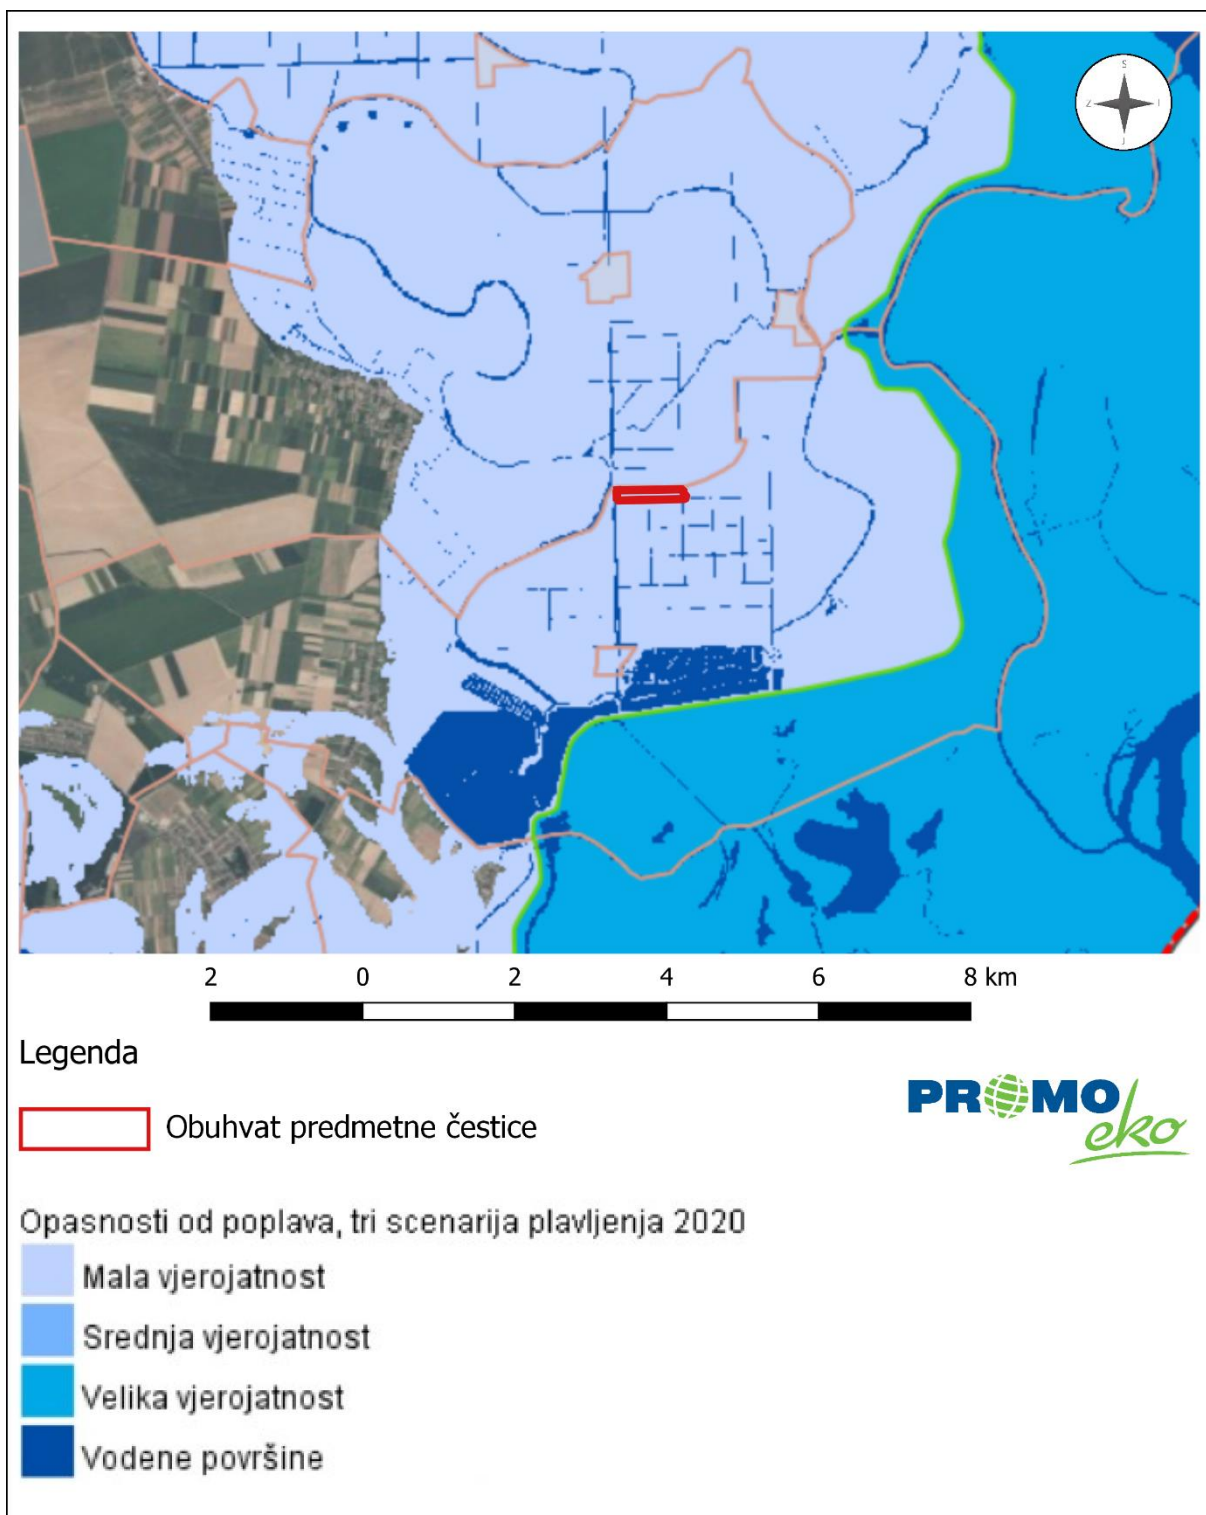 S
Z I
J
2 0 2 4 6 8 km
Legenda
Obuhvat predmetne čestice
PROMO
eko
Opasnosti od poplava, tri scenarija plavljenja 2020
Mala vjerojatnost
Srednja vjerojatnost
Velika vjerojatnost
Vodene površine